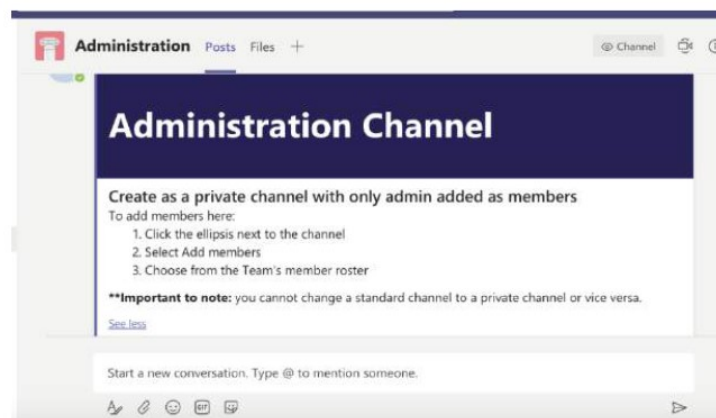 Administration Posts Files + Channel
Administration Channel
Create as a private channel with only admin added as members
To add members here:
1. Click the ellipsis next to the channel
2. Select Add members
3. Choose from the Team's member roster
**Important to note: you cannot change a standard channel to a private channel or vice versa.
See less
Start a new conversation. Type @ to mention someone.
GIF